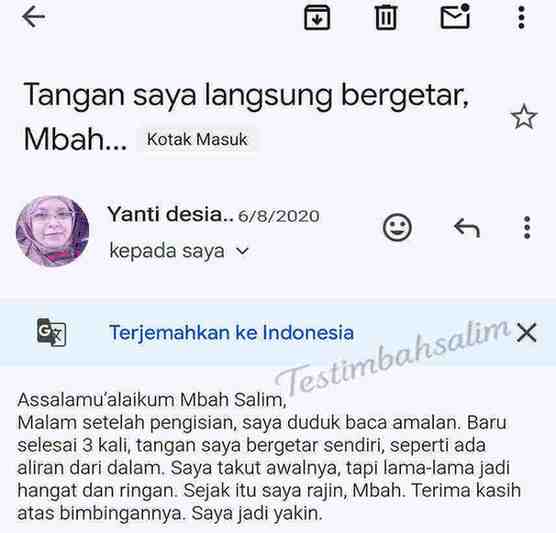 Tangan saya langsung bergetar,
Mbah... Kotak Masuk
Yanti desia.. 6/8/2020
kepada saya
Terjemahkan ke Indonesia
Testimbahsalim
Assalamu'alaikum Mbah Salim,
Malam setelah pengisian, saya duduk baca amalan. Baru
selesai 3 kali, tangan saya bergetar sendiri, seperti ada
aliran dari dalam. Saya takut awalnya, tapi lama-lama jadi
hangat dan ringan. Sejak itu saya rajin, Mbah. Terima kasih
atas bimbingannya. Saya jadi yakin.